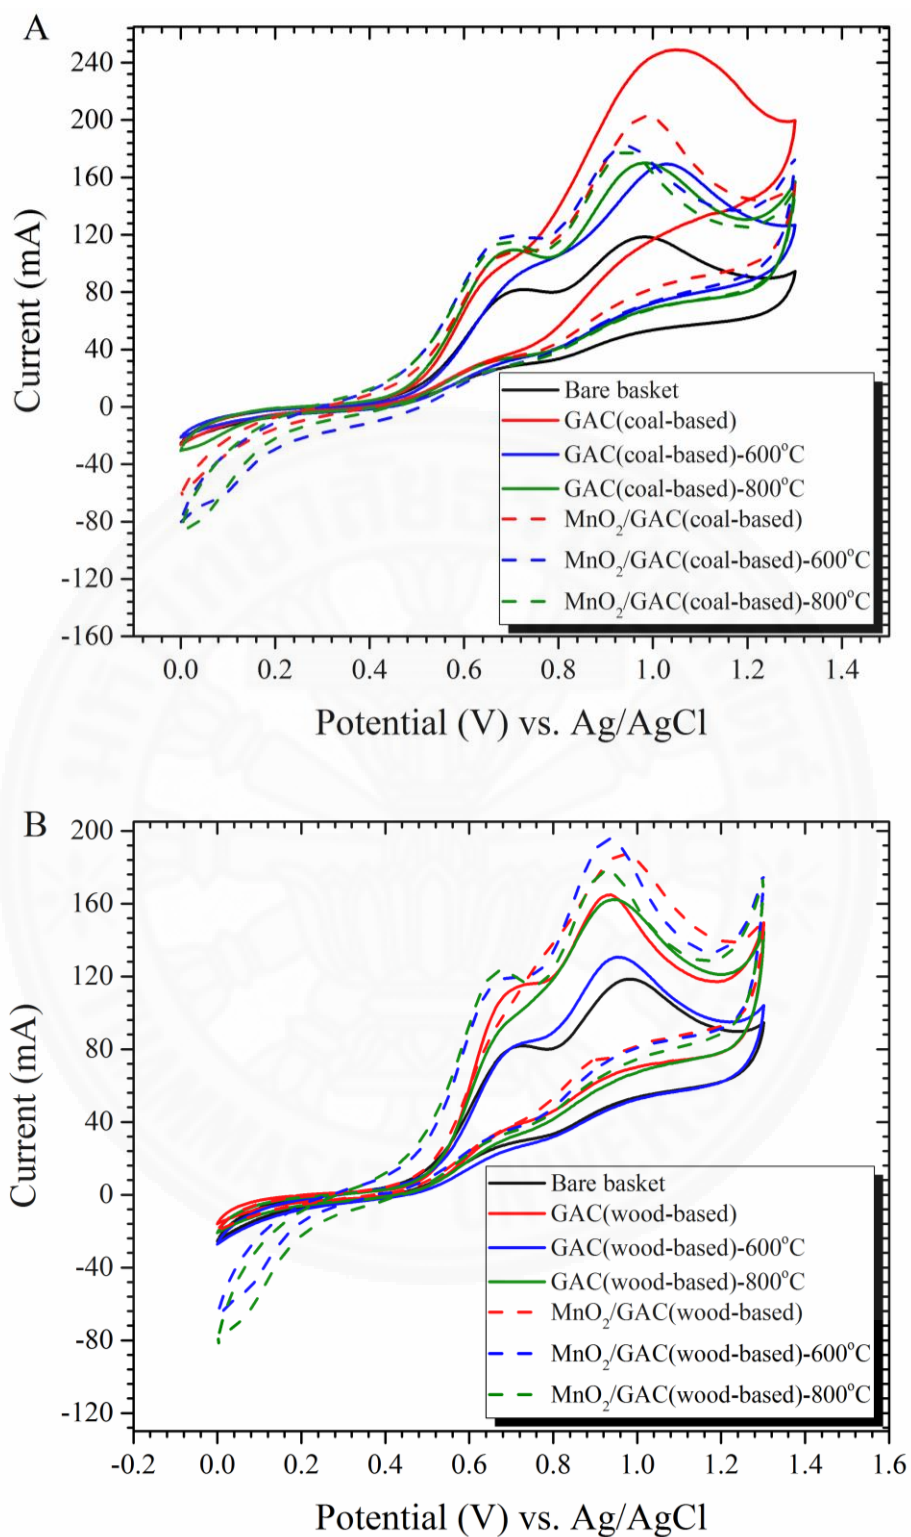 A
240
200
160
120
80
40
0
-40
-80
-120
-160
Current (mA)
Bare basket
GAC(coal-based)
GAC(coal-based)-600°C
GAC(coal-based)-800°C
MnO₂/GAC(coal-based)
MnO₂/GAC(coal-based)-600°C
MnO₂/GAC(coal-based)-800°C
0.0 0.2 0.4 0.6 0.8 1.0 1.2 1.4
Potential (V) vs. Ag/AgCl
B
200
160
120
80
40
0
-40
-80
-120
Current (mA)
Bare basket
GAC(wood-based)
GAC(wood-based)-600°C
GAC(wood-based)-800°C
MnO₂/GAC(wood-based)
MnO₂/GAC(wood-based)-600°C
MnO₂/GAC(wood-based)-800°C
-0.2 0.0 0.2 0.4 0.6 0.8 1.0 1.2 1.4 1.6
Potential (V) vs. Ag/AgCl